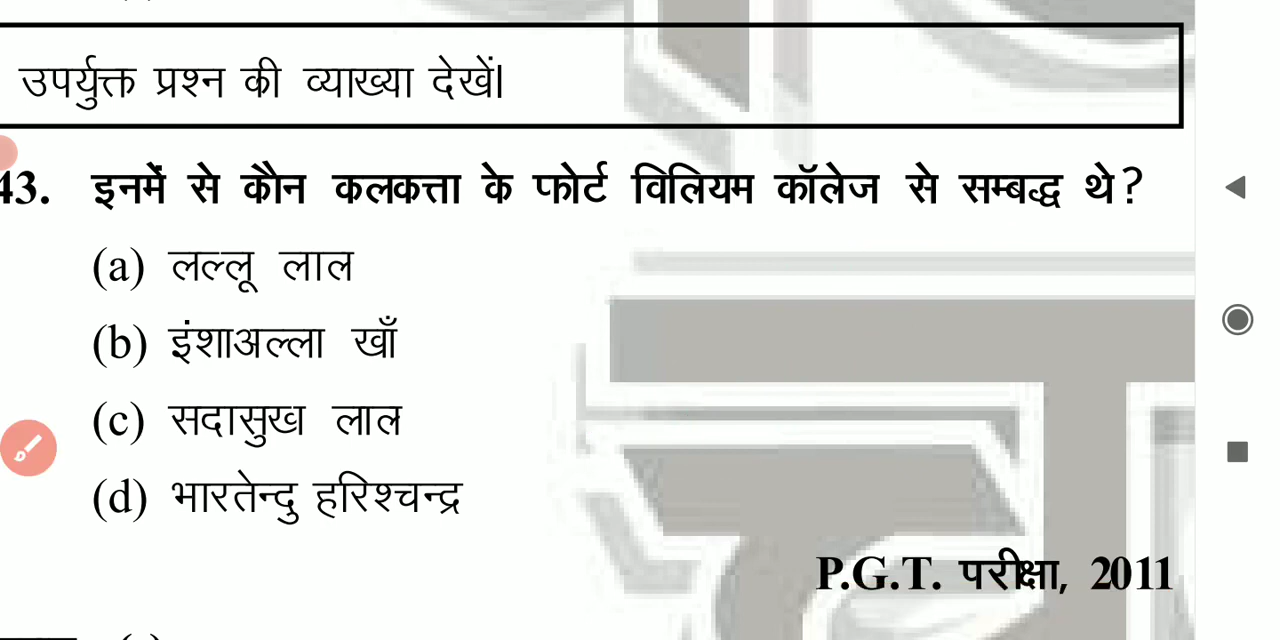 उपर्युक्त प्रश्न की व्याख्या देखें।
43. इनमें से कौन कलकत्ता के फोर्ट विलियम कॉलेज से सम्बद्ध थे?
(a) लल्लू लाल
(b) इंशाअल्ला खाँ
(c) सदासुख लाल
(d) भारतेन्दु हरिश्चन्द्र
P.G.T. परीक्षा, 2011